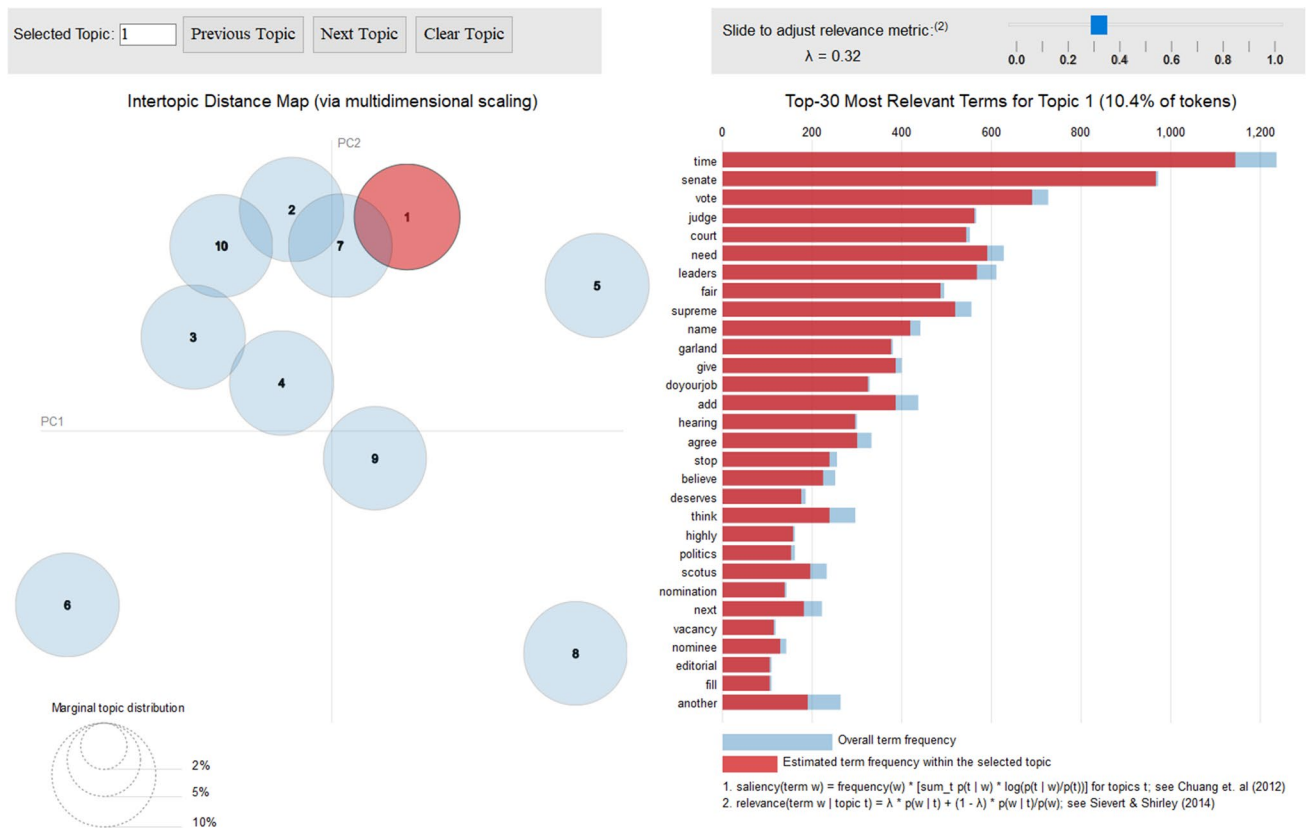 Selected Topic: 1 Previous Topic Next Topic Clear Topic
Slide to adjust relevance metric:(2)
λ = 0.32
0.0 0.2 0.4 0.6 0.8 1.0
Intertopic Distance Map (via multidimensional scaling)
PC2
PC1
2
1
10
7
5
3
4
9
6
8
Marginal topic distribution
2%
5%
10%
Top-30 Most Relevant Terms for Topic 1 (10.4% of tokens)
0 200 400 600 800 1,000 1,200
time
senate
vote
judge
court
need
leaders
fair
supreme
name
garland
give
doyourjob
add
hearing
agree
stop
believe
deserves
think
highly
politics
scotus
nomination
next
vacancy
nominee
editorial
fill
another
Overall term frequency
Estimated term frequency within the selected topic
1. saliency(term w) = frequency(w) * [sum_t p(t | w) * log(p(t | w)/p(t))] for topics t; see Chuang et. al (2012)
2. relevance(term w | topic t) = λ * p(w | t) + (1 - λ) * p(w | t)/p(w); see Sievert & Shirley (2014)